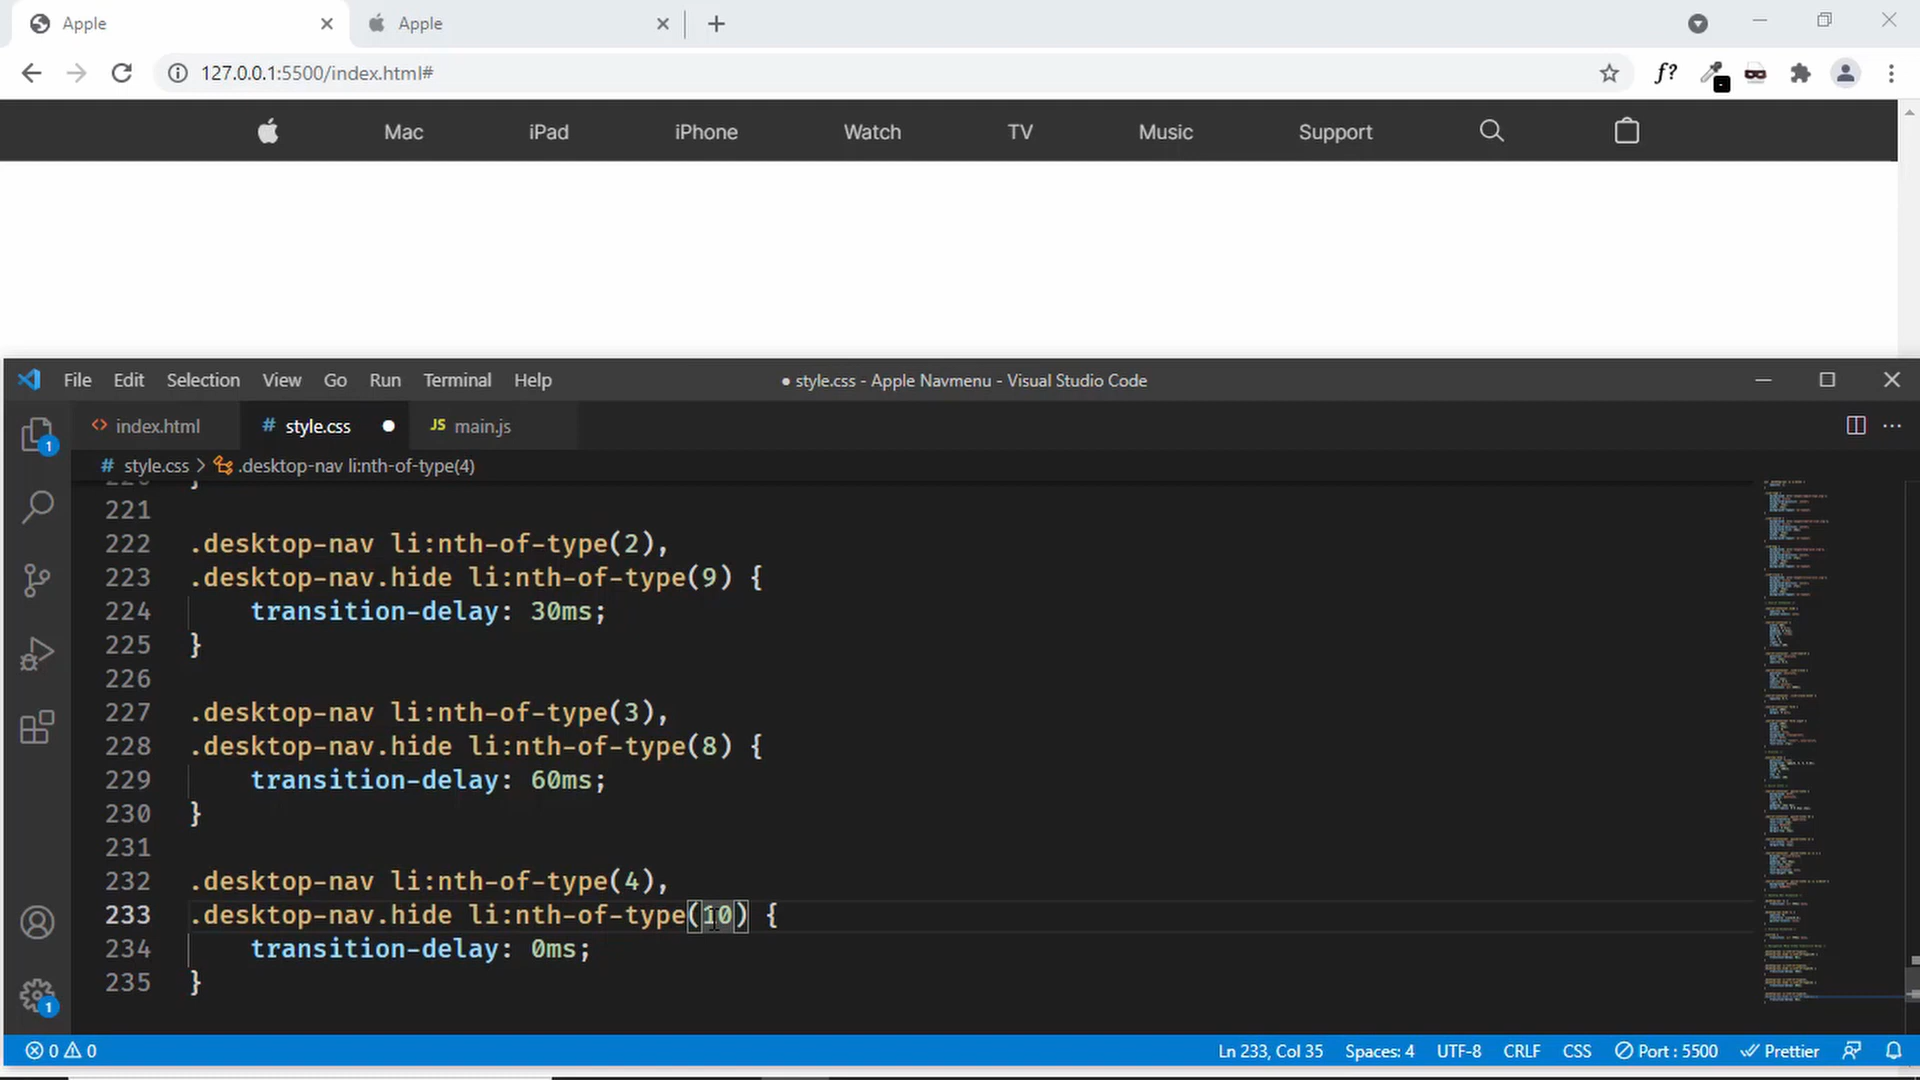 Apple
Apple
127.0.0.1:5500/index.html#
f?
Mac iPad iPhone Watch TV Music Support
File Edit Selection View Go Run Terminal Help
● style.css - Apple Navmenu - Visual Studio Code
<> index.html
# style.css
JS main.js
# style.css > .desktop-nav li:nth-of-type(4)
1
221
222 .desktop-nav li:nth-of-type(2),
223 .desktop-nav.hide li:nth-of-type(9) {
224 transition-delay: 30ms;
225 }
226
227 .desktop-nav li:nth-of-type(3),
228 .desktop-nav.hide li:nth-of-type(8) {
229 transition-delay: 60ms;
230 }
231
232 .desktop-nav li:nth-of-type(4),
233 .desktop-nav.hide li:nth-of-type(10) {
234 transition-delay: 0ms;
235 }
1
0 0
Ln 233, Col 35 Spaces: 4 UTF-8 CRLF CSS Port : 5500 Prettier